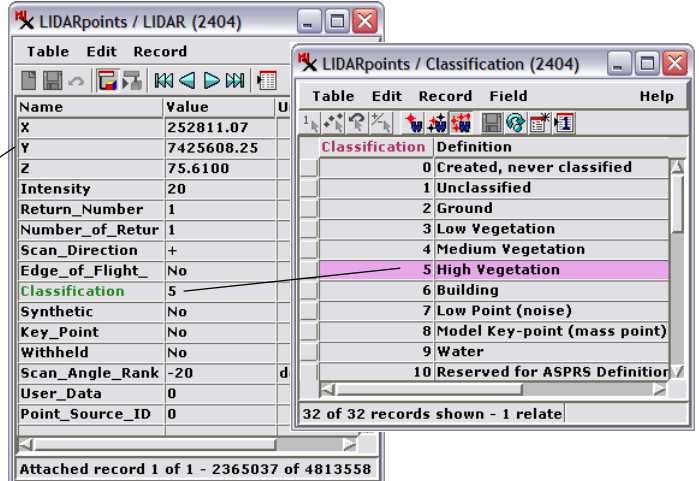 LIDARpoints / LIDAR (2404)
Table Edit Record
Name Value U
X 252811.07
Y 7425608.25
Z 75.6100
Intensity 20
Return_Number 1
Number_of_Retur 1
Scan_Direction +
Edge_of_Flight_ No
Classification 5
Synthetic No
Key_Point No
Withheld No
Scan_Angle_Rank -20 d
User_Data 0
Point_Source_ID 0
Attached record 1 of 1 - 2365037 of 4813558
LIDARpoints / Classification (2404)
Table Edit Record Field Help
Classification Definition
0 Created, never classified
1 Unclassified
2 Ground
3 Low Vegetation
4 Medium Vegetation
5 High Vegetation
6 Building
7 Low Point (noise)
8 Model Key-point (mass point)
9 Water
10 Reserved for ASPRS Definition
32 of 32 records shown - 1 relate